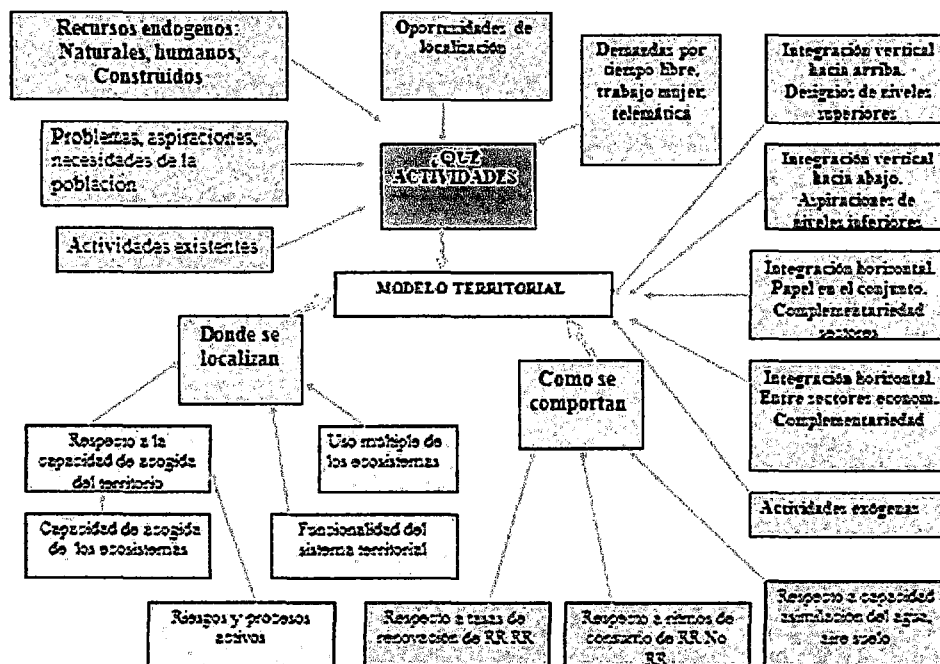 Recursos endogenos:
Naturales, humanos,
Construidos
Oportunidades de
localización
Demandas por
tiempo libre,
trabajo mujer,
telemática
Integración vertical
hacia arriba.
Designios de niveles
superiores
Problemas, aspiraciones,
necesidades de la
población
¿QUÉ
ACTIVIDADES
Integración vertical
hacia abajo.
Aspiraciones de
niveles inferiores
Actividades existentes
MODELO TERRITORIAL
Integración horizontal.
Papel en el conjunto.
Complementariedad
sectores
Donde se
localizan
Como se
comportan
Integración horizontal.
Entre sectores econom.
Complementariedad
Respecto a la
capacidad de acogida
del territorio
Uso múltiple de
los ecosistemas
Capacidad de acogida
de los ecosistemas
Funcionalidad del
sistema territorial
Actividades exógenas
Riesgos y procesos
activos
Respecto a tasas de
renovación de RR.RR
Respecto a ritmos de
consumo de RR.No
RR
Respecto a capacidad
asimilación del agua,
aire suelo